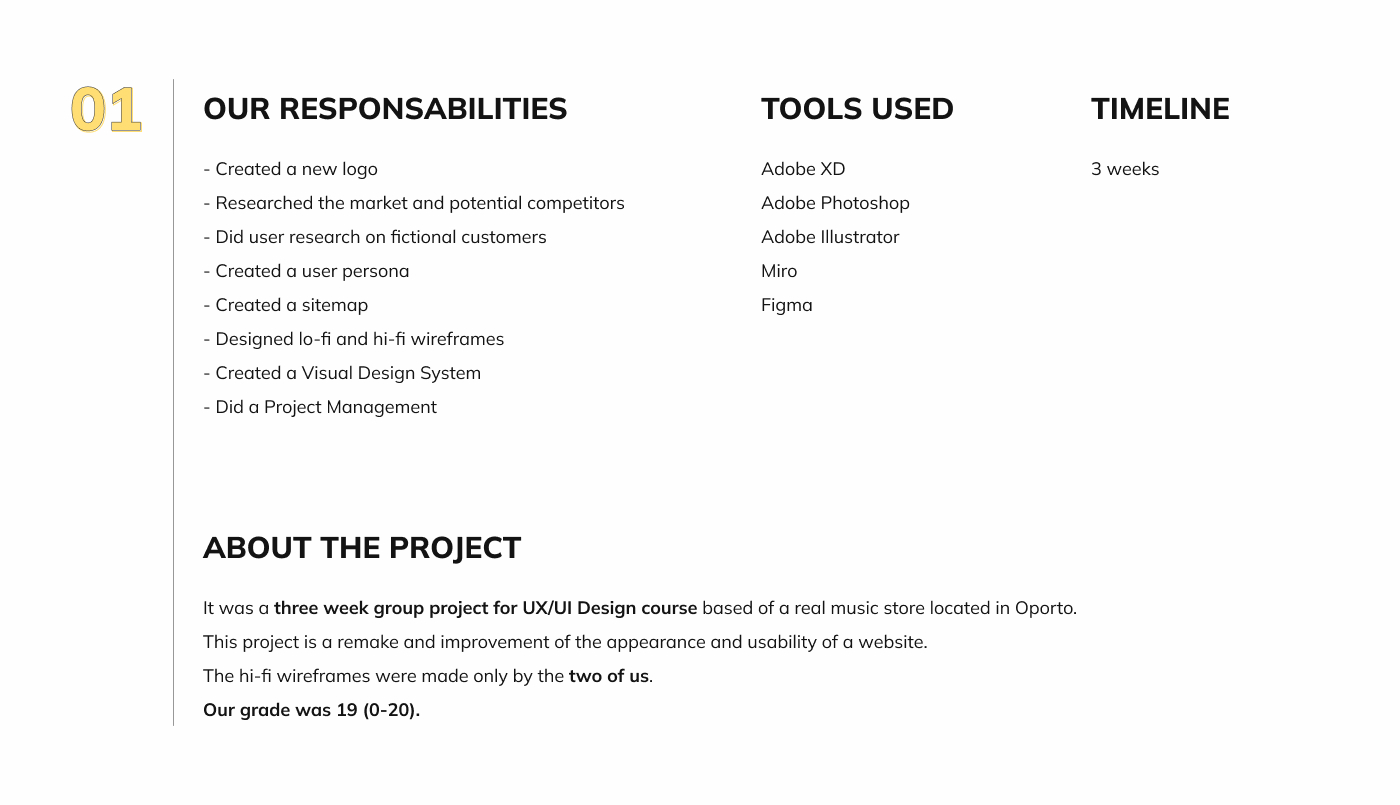 01
OUR RESPONSABILITIES
- Created a new logo
- Researched the market and potential competitors
- Did user research on fictional customers
- Created a user persona
- Created a sitemap
- Designed lo-fi and hi-fi wireframes
- Created a Visual Design System
- Did a Project Management
TOOLS USED
Adobe XD
Adobe Photoshop
Adobe Illustrator
Miro
Figma
TIMELINE
3 weeks
ABOUT THE PROJECT
It was a three week group project for UX/UI Design course based of a real music store located in Oporto.
This project is a remake and improvement of the appearance and usability of a website.
The hi-fi wireframes were made only by the two of us.
Our grade was 19 (0-20).